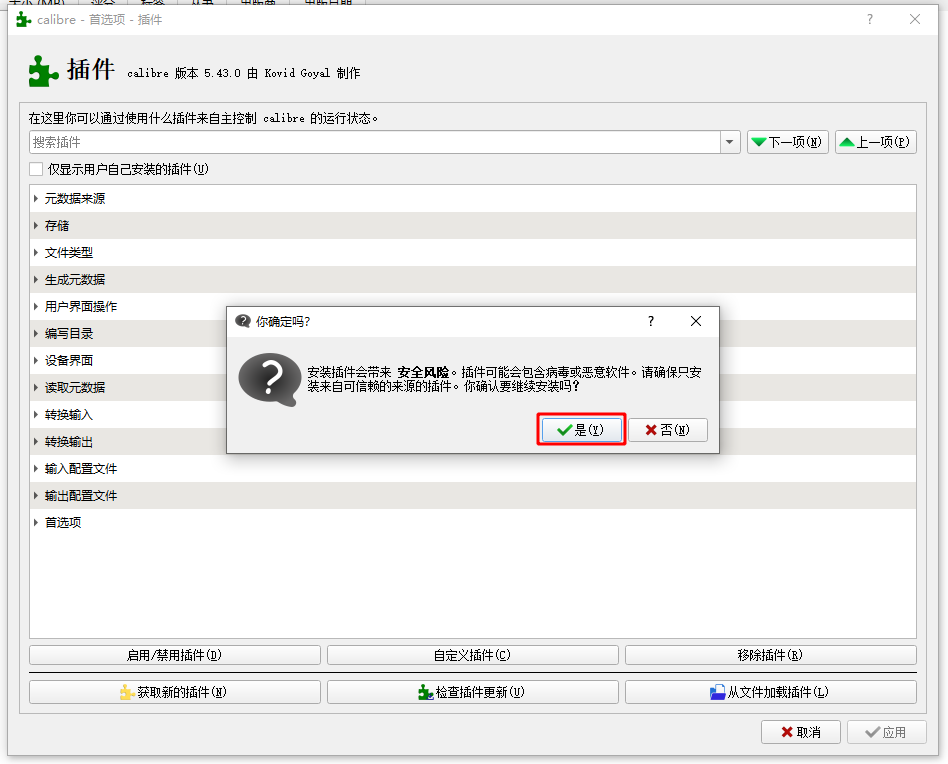 calibre - 首选项 - 插件
插件 calibre 版本 5.43.0 由 Kovid Goyal 制作
在这里你可以通过使用什么插件来自主控制 calibre 的运行状态。
搜索插件 下一项(N) 上一项(P)
仅显示用户自己安装的插件(U)
元数据来源
存储
文件类型
生成元数据
用户界面操作
编写目录
设备界面
读取元数据
转换输入
转换输出
输入配置文件
输出配置文件
首选项
你确定吗?
安装插件会带来 安全风险。插件可能会包含病毒或恶意软件。请确保只安
装来自可信赖的来源的插件。你确认要继续安装吗?
是(Y) 否(N)
启用/禁用插件(D) 自定义插件(C) 移除插件(R)
获取新的插件(N) 检查插件更新(U) 从文件加载插件(L)
取消 应用